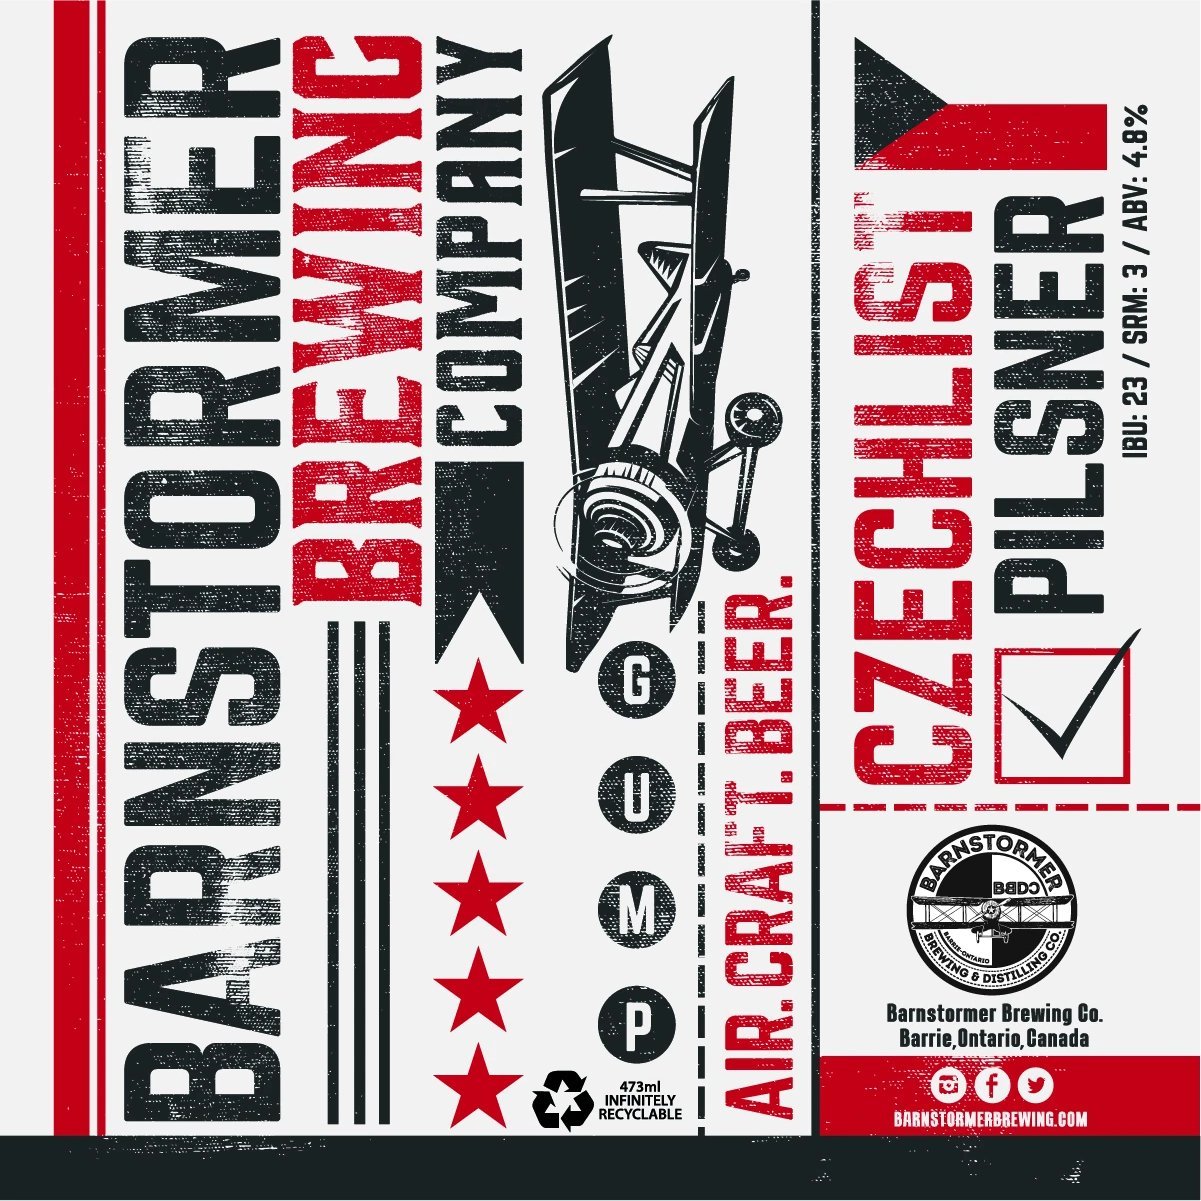 BARNSTORMER
BREWING
COMPANY
G
U
M
P
AIR.CRAFT.BEER.
473ml
INFINITELY
RECYCLABLE
CZECHLIST
PILSNER
IBU: 23 / SRM: 3 / ABV: 4.8%
BARNSTORMER
BBDC
BARRIE-ONTARIO
BREWING & DISTILLING CO.
Barnstormer Brewing Co.
Barrie,Ontario,Canada
BARNSTORMERBREWING.COM